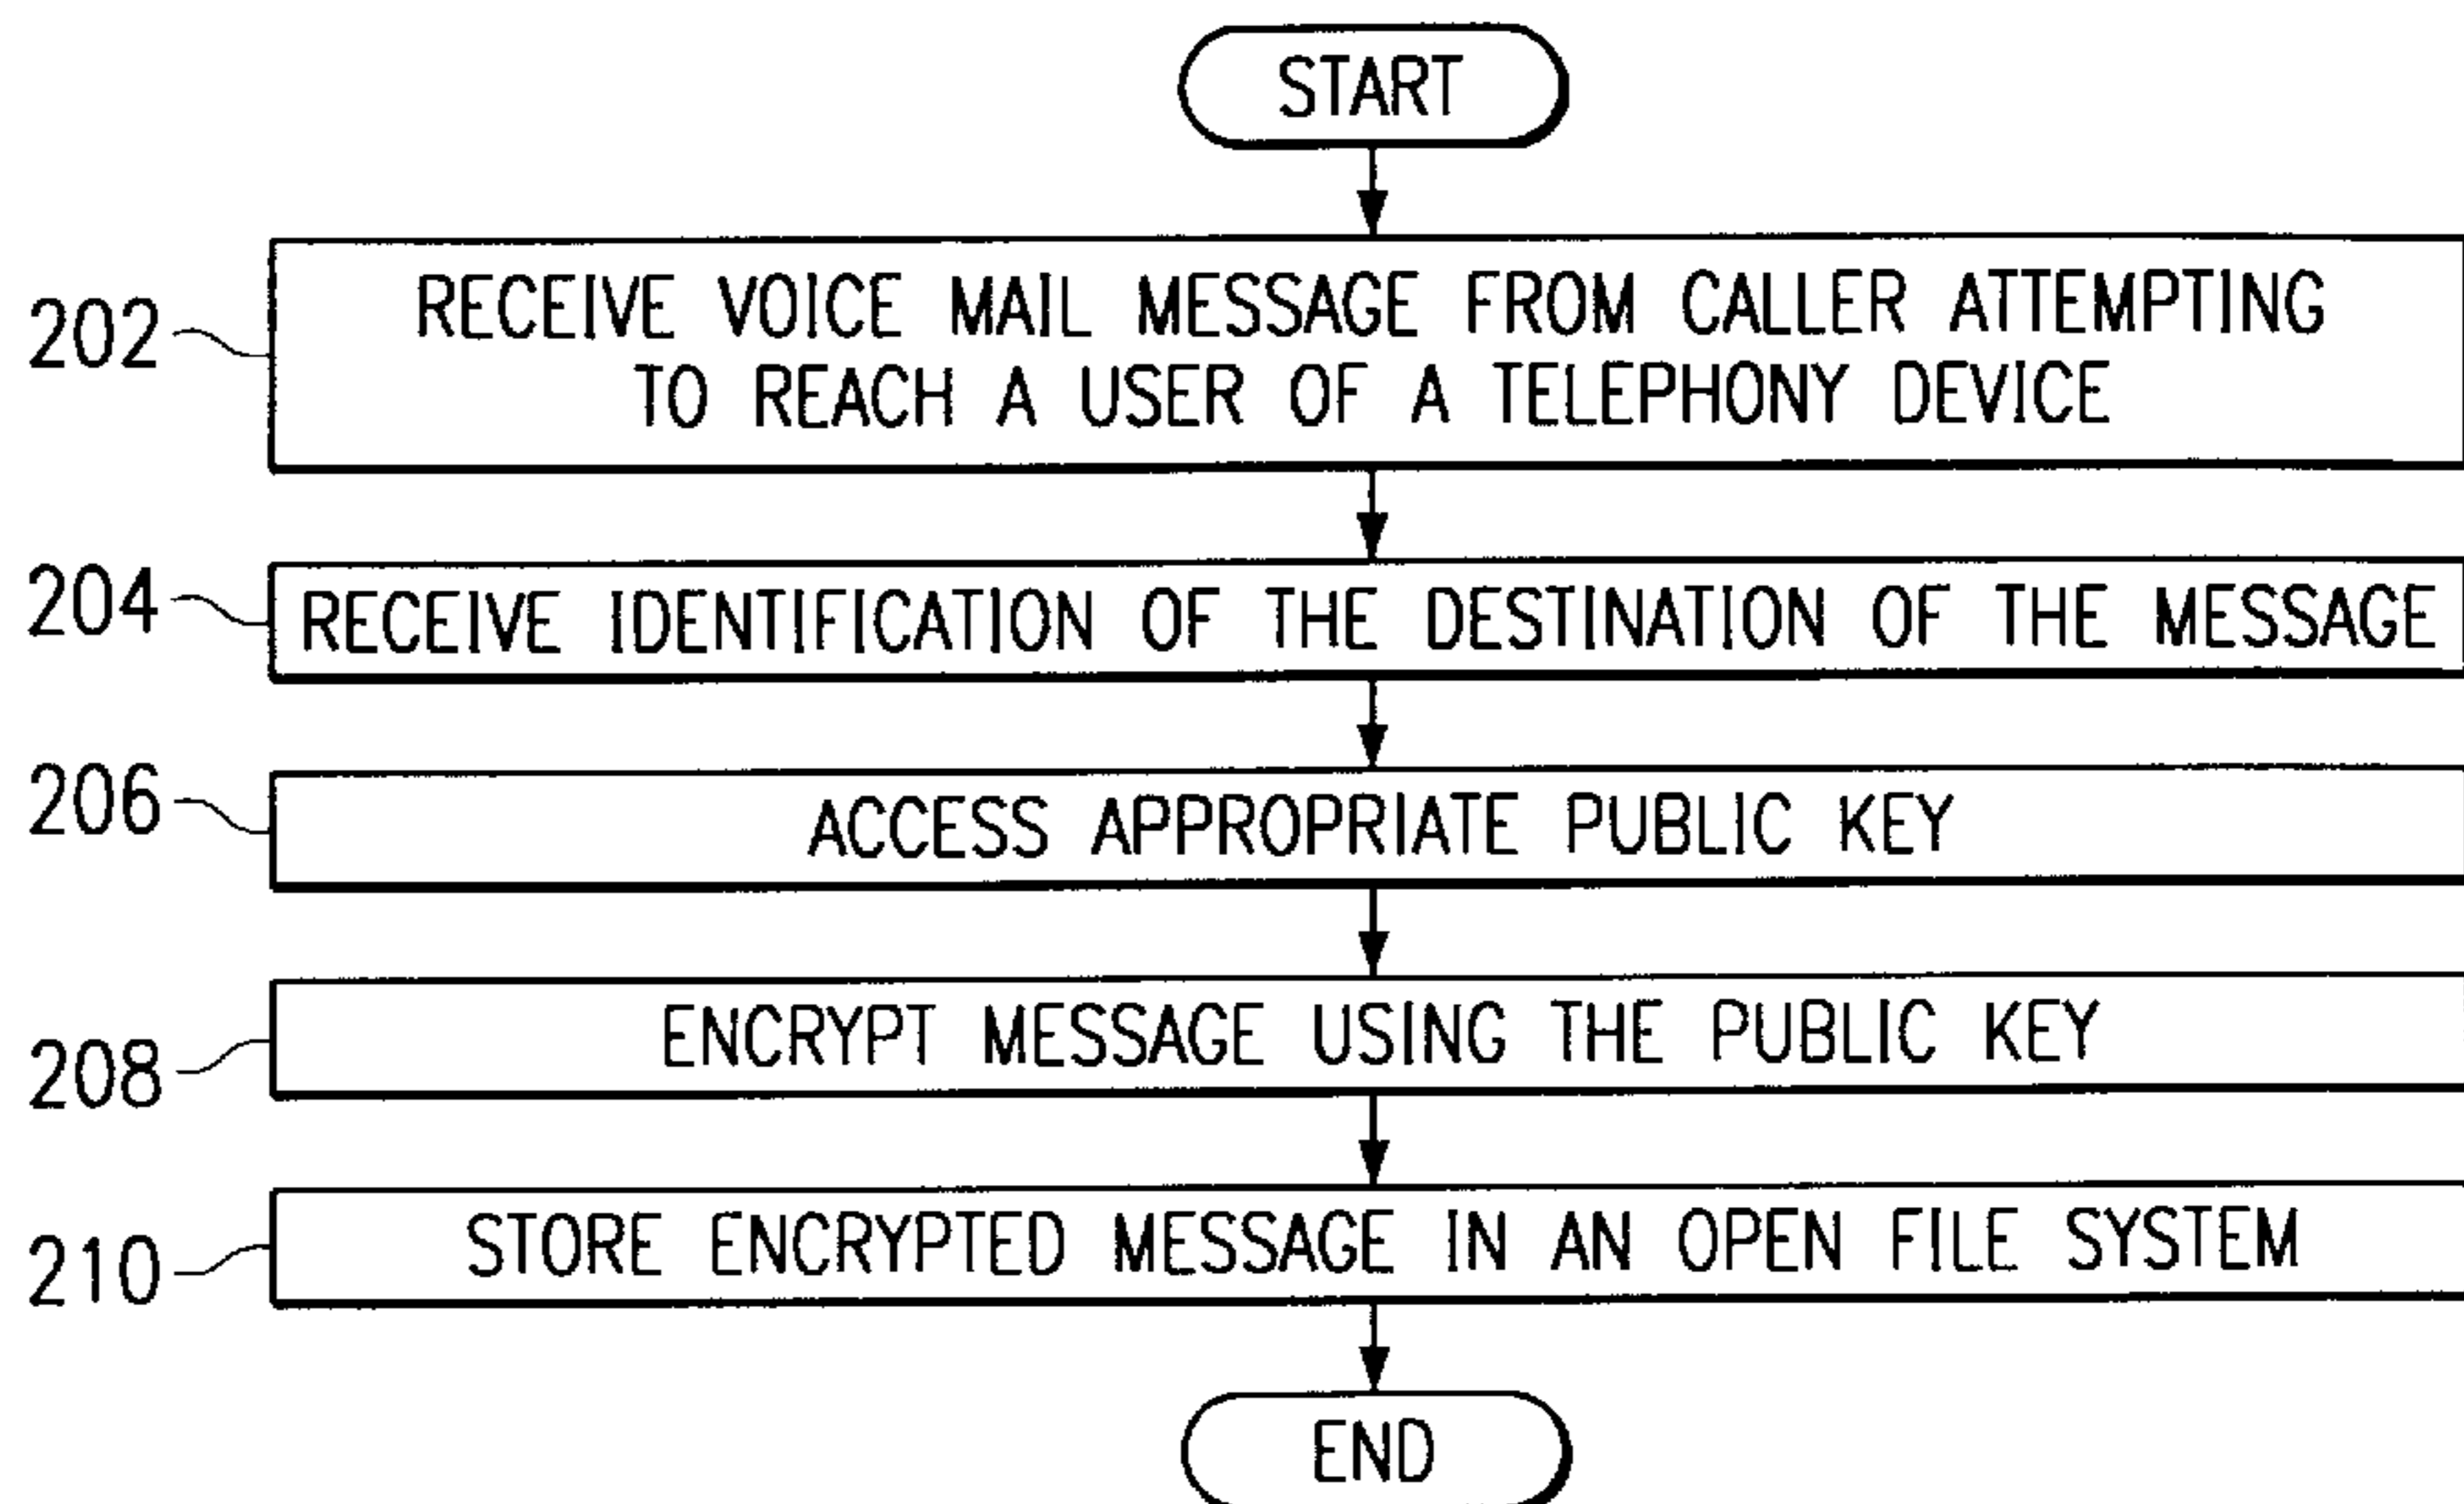 START
202
RECEIVE VOICE MAIL MESSAGE FROM CALLER ATTEMPTING
TO REACH A USER OF A TELEPHONY DEVICE
204
RECEIVE IDENTIFICATION OF THE DESTINATION OF THE MESSAGE
206
ACCESS APPROPRIATE PUBLIC KEY
208
ENCRYPT MESSAGE USING THE PUBLIC KEY
210
STORE ENCRYPTED MESSAGE IN AN OPEN FILE SYSTEM
END